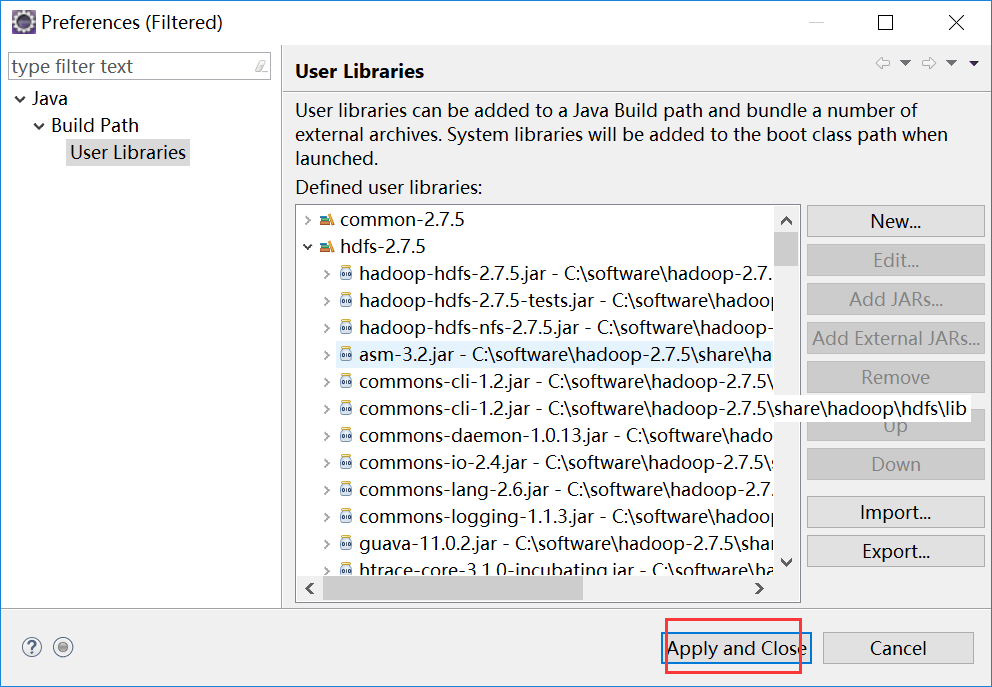 Preferences (Filtered)
type filter text
Java
Build Path
User Libraries
User Libraries
User libraries can be added to a Java Build path and bundle a number of
external archives. System libraries will be added to the boot class path when
launched.
Defined user libraries:
common-2.7.5
hdfs-2.7.5
hadoop-hdfs-2.7.5.jar - C:\software\hadoop-2.7.
hadoop-hdfs-2.7.5-tests.jar - C:\software\hadoop
hadoop-hdfs-nfs-2.7.5.jar - C:\software\hadoop-
asm-3.2.jar - C:\software\hadoop-2.7.5\share\ha
commons-cli-1.2.jar - C:\software\hadoop-2.7.5\
commons-cli-1.2.jar - C:\software\hadoop-2.7.5\share\hadoop\hdfs\lib
commons-daemon-1.0.13.jar - C:\software\hado
commons-io-2.4.jar - C:\software\hadoop-2.7.5\
commons-lang-2.6.jar - C:\software\hadoop-2.7.
commons-logging-1.1.3.jar - C:\software\hadoop
guava-11.0.2.jar - C:\software\hadoop-2.7.5\shar
htrace-core-3.1.0-incubating.jar - C:\software\ha
New...
Edit...
Add JARs...
Add External JARs...
Remove
Up
Down
Import...
Export...
Apply and Close
Cancel